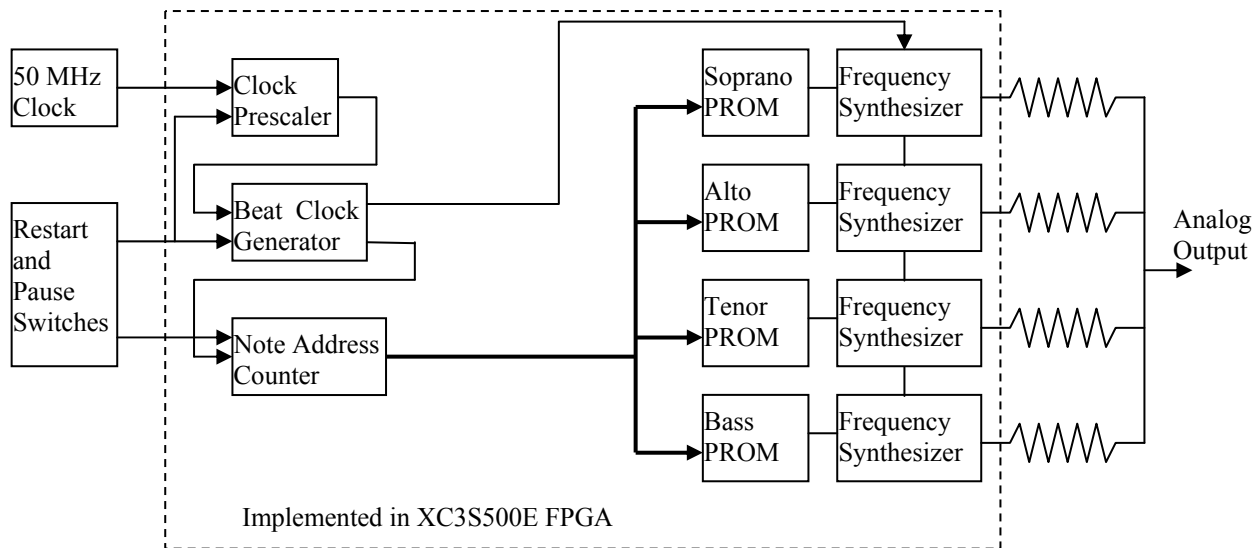 50 MHz
Clock
Restart
and
Pause
Switches
Clock
Prescaler
Beat Clock
Generator
Note Address
Counter
Soprano
PROM
Alto
PROM
Tenor
PROM
Bass
PROM
Frequency
Synthesizer
Frequency
Synthesizer
Frequency
Synthesizer
Frequency
Synthesizer
Analog
Output
Implemented in XC3S500E FPGA